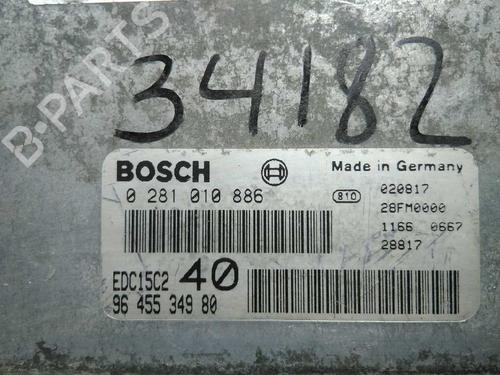 B-PARTS
34182
BOSCH
Made in Germany
0 281 010 886
810
020817
28FM0000
1166 0667
28817
EDC15C2 40
96 455 349 80